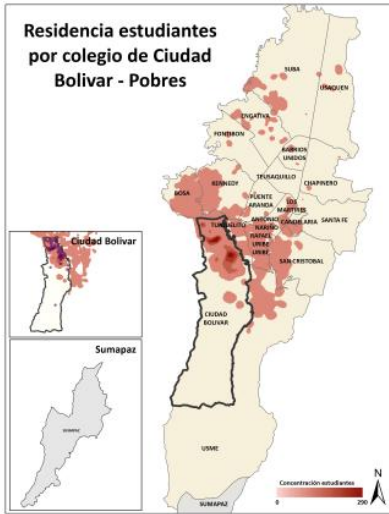 Residencia estudiantes
por colegio de Ciudad
Bolivar - Pobres
SUBA
USAQUEN
ENGATIVA
FONTIBON
BARRIOS
UNIDOS
TEUSAQUILLO
CHAPINERO
BOSA
KENNEDY
PUENTE
ARANDA
LOS
MARTIRES
CANDELARIA
SANTA FE
TUNJUELITO
ANTONIO
NARIÑO
RAFAEL
URIBE
URIBE
SAN CRISTOBAL
CIUDAD
BOLIVAR
USME
SUMAPAZ
Ciudad Bolivar
Sumapaz
SUMAPAZ
Concentración estudiantes
0
290
N